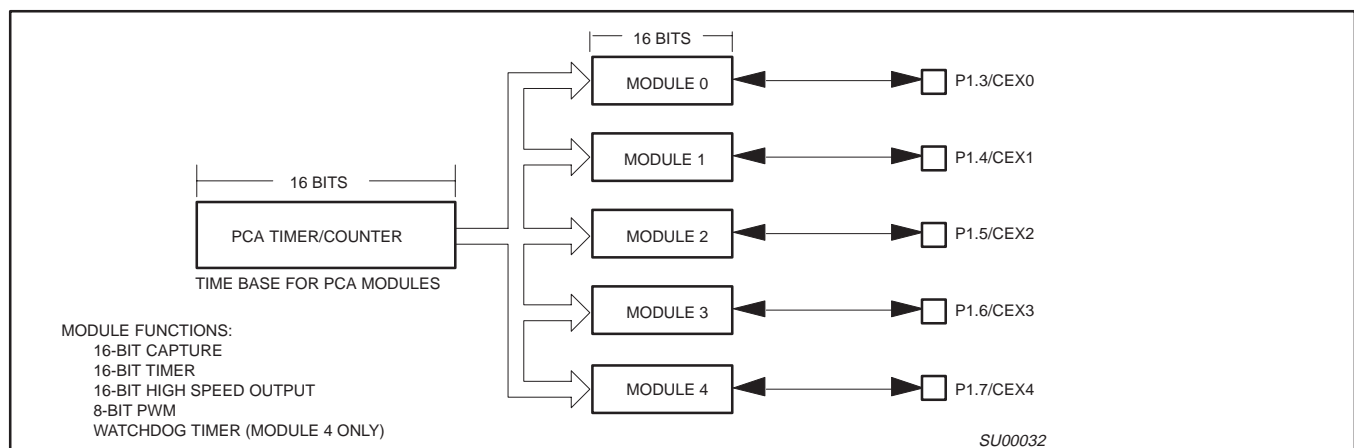 16 BITS
MODULE 0
P1.3/CEX0
MODULE 1
P1.4/CEX1
16 BITS
PCA TIMER/COUNTER
MODULE 2
P1.5/CEX2
TIME BASE FOR PCA MODULES
MODULE 3
P1.6/CEX3
MODULE FUNCTIONS:
16-BIT CAPTURE
16-BIT TIMER
16-BIT HIGH SPEED OUTPUT
8-BIT PWM
WATCHDOG TIMER (MODULE 4 ONLY)
MODULE 4
P1.7/CEX4
SU00032